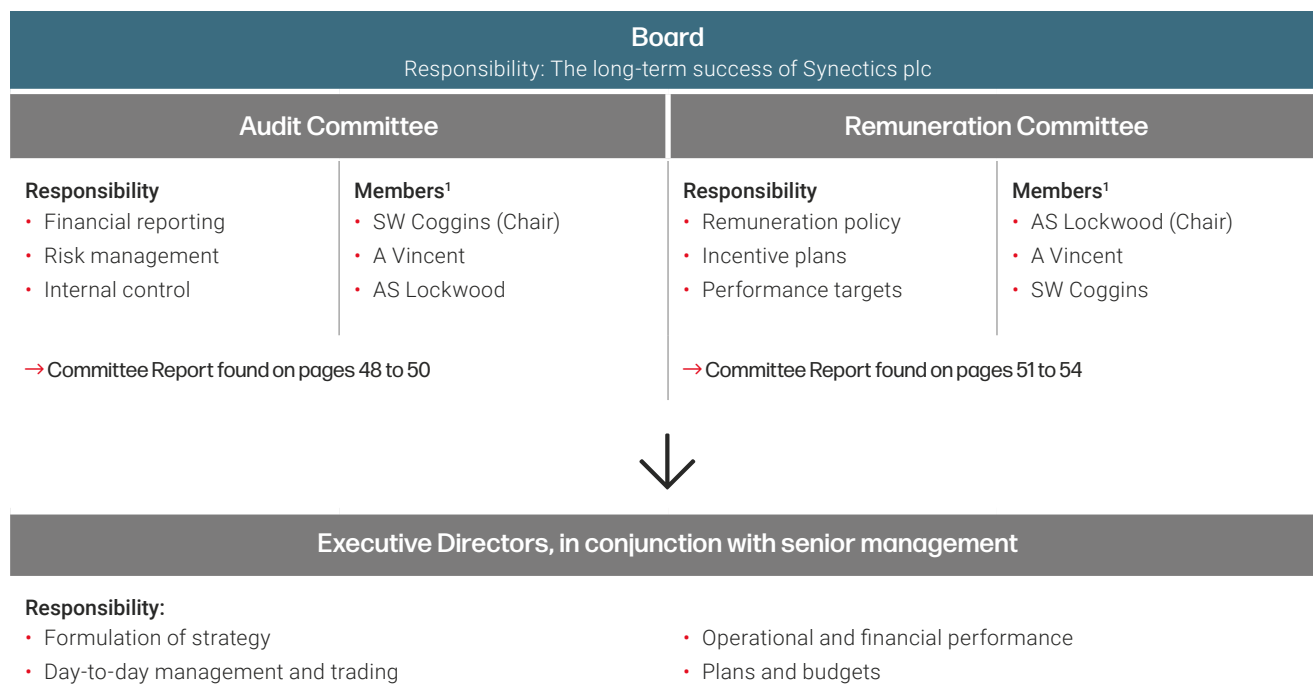 Board
Responsibility: The long-term success of Synectics plc
Audit Committee
Responsibility
• Financial reporting
• Risk management
• Internal control
Members¹
• SW Coggins (Chair)
• A Vincent
• AS Lockwood
→ Committee Report found on pages 48 to 50
Remuneration Committee
Responsibility
• Remuneration policy
• Incentive plans
• Performance targets
Members¹
• AS Lockwood (Chair)
• A Vincent
• SW Coggins
→ Committee Report found on pages 51 to 54
Executive Directors, in conjunction with senior management
Responsibility:
• Formulation of strategy
• Day-to-day management and trading
• Operational and financial performance
• Plans and budgets